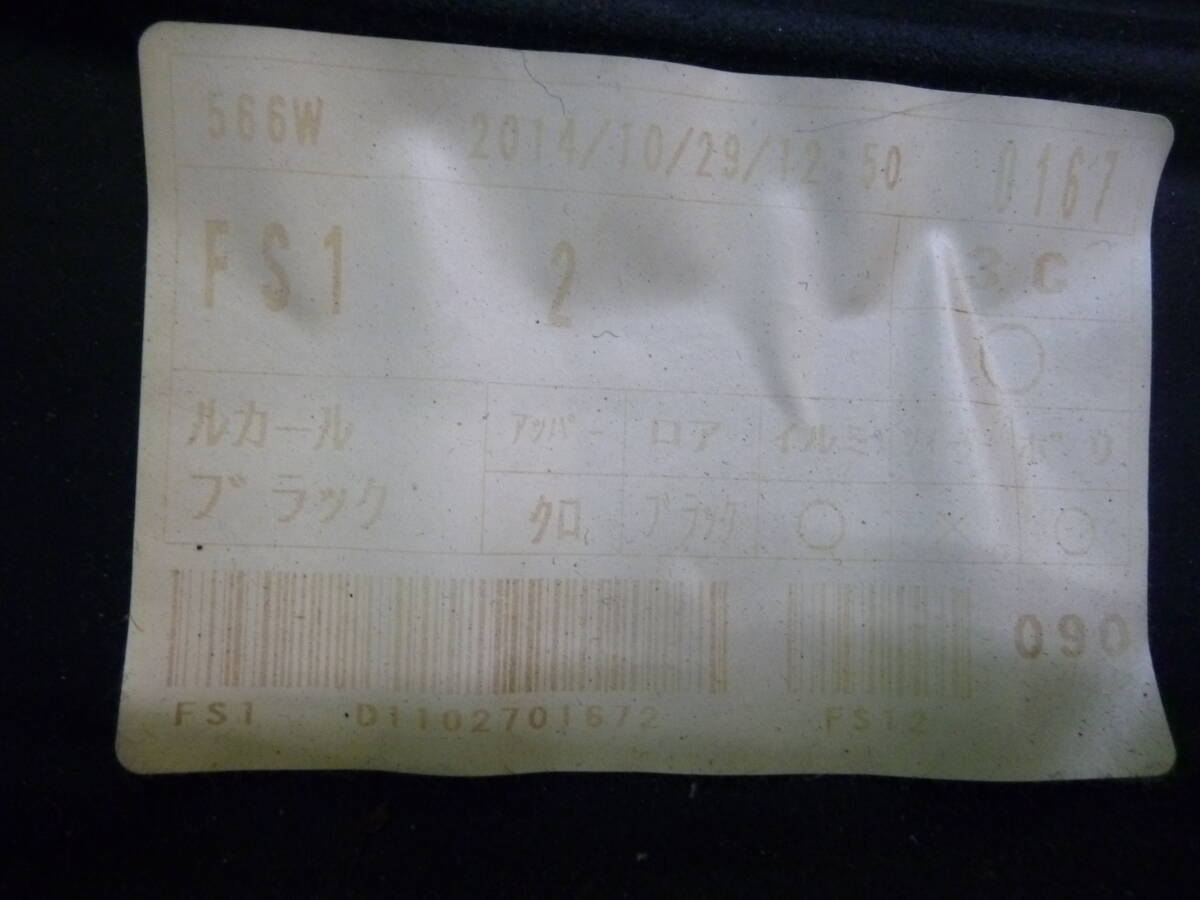 566W 2014/10/29/12 50 0167
FS1 2 3C
○
ルカール アッパー ロア イルミ ボリ
ブラック クロ ブラック ○ × ○
090
FS1 D1102701672 FS12